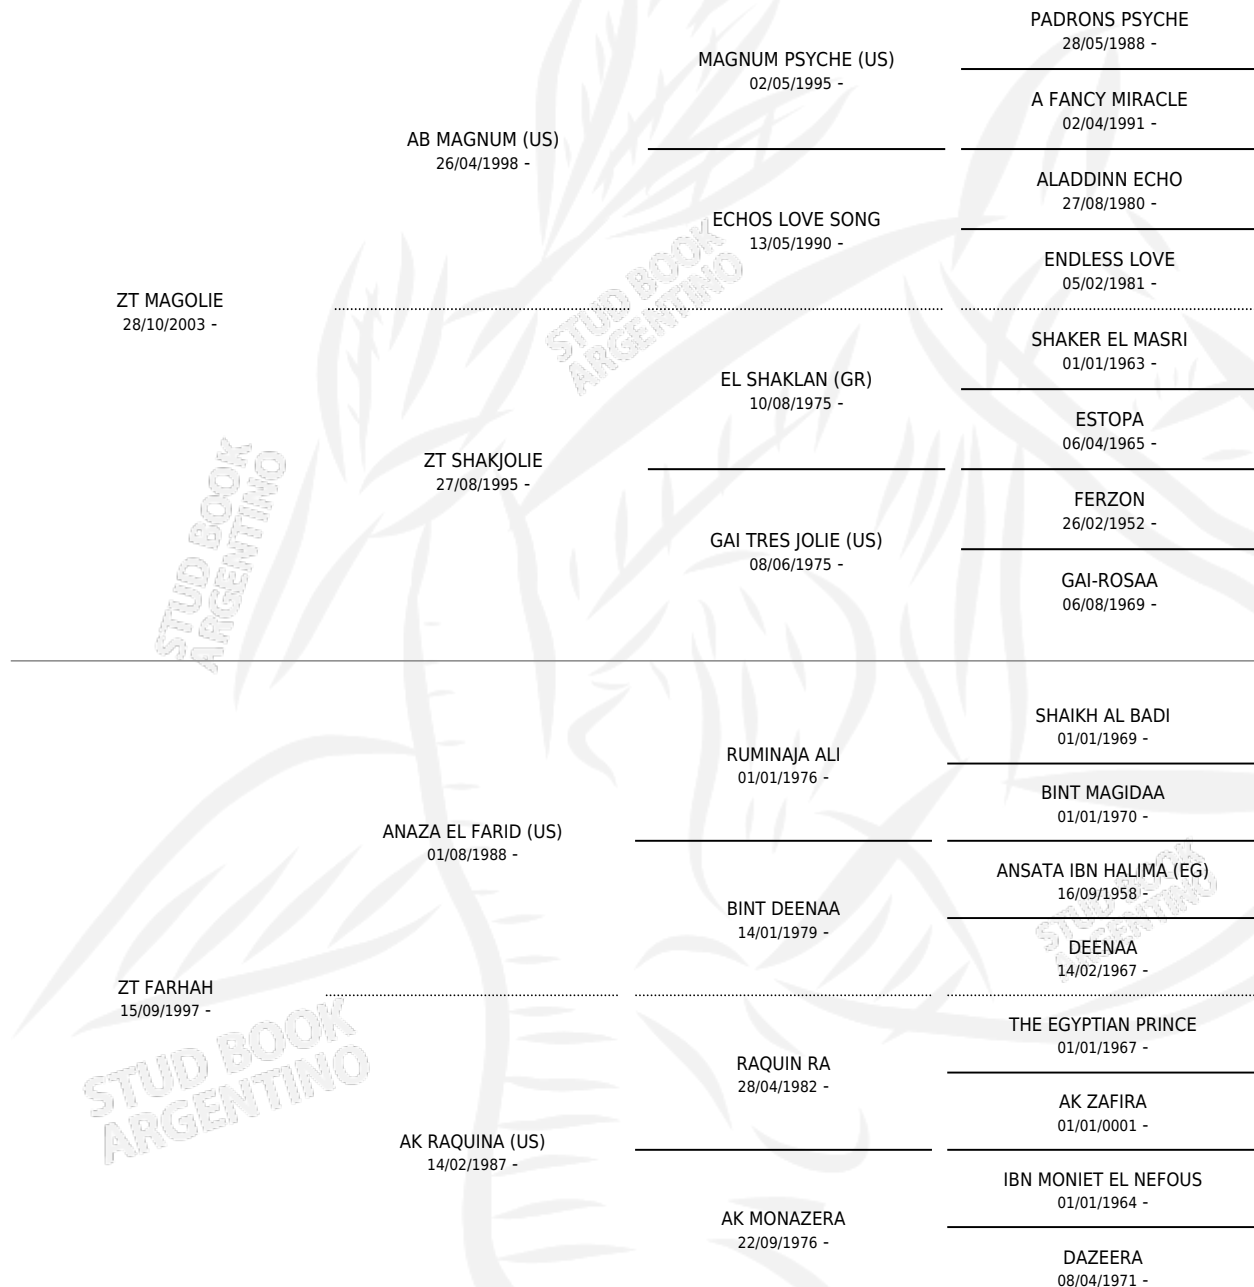 PADRONS PSYCHE
28/05/1988 -
MAGNUM PSYCHE (US)
02/05/1995 -
A FANCY MIRACLE
02/04/1991 -
AB MAGNUM (US)
26/04/1998 -
ALADDINN ECHO
27/08/1980 -
ECHOS LOVE SONG
13/05/1990 -
ENDLESS LOVE
05/02/1981 -
ZT MAGOLIE
28/10/2003 -
STUD BOOK
ARGENTINO
SHAKER EL MASRI
01/01/1963 -
EL SHAKLAN (GR)
10/08/1975 -
ESTOPA
06/04/1965 -
ZT SHAKJOLIE
27/08/1995 -
FERZON
26/02/1952 -
GAI TRES JOLIE (US)
08/06/1975 -
GAI-ROSAA
06/08/1969 -
STUD BOOK
ARGENTINO
SHAIKH AL BADI
01/01/1969 -
RUMINAJA ALI
01/01/1976 -
BINT MAGIDAA
01/01/1970 -
ANAZA EL FARID (US)
01/08/1988 -
ANSATA IBN HALIMA (EG)
16/09/1958 -
BINT DEENAA
14/01/1979 -
DEENAA
14/02/1967 -
STUD BOOK
ARGENTINO
ZT FARHAH
15/09/1997 -
THE EGYPTIAN PRINCE
01/01/1967 -
RAQUIN RA
28/04/1982 -
AK ZAFIRA
01/01/0001 -
STUD BOOK
ARGENTINO
AK RAQUINA (US)
14/02/1987 -
IBN MONIET EL NEFOUS
01/01/1964 -
AK MONAZERA
22/09/1976 -
DAZEERA
08/04/1971 -